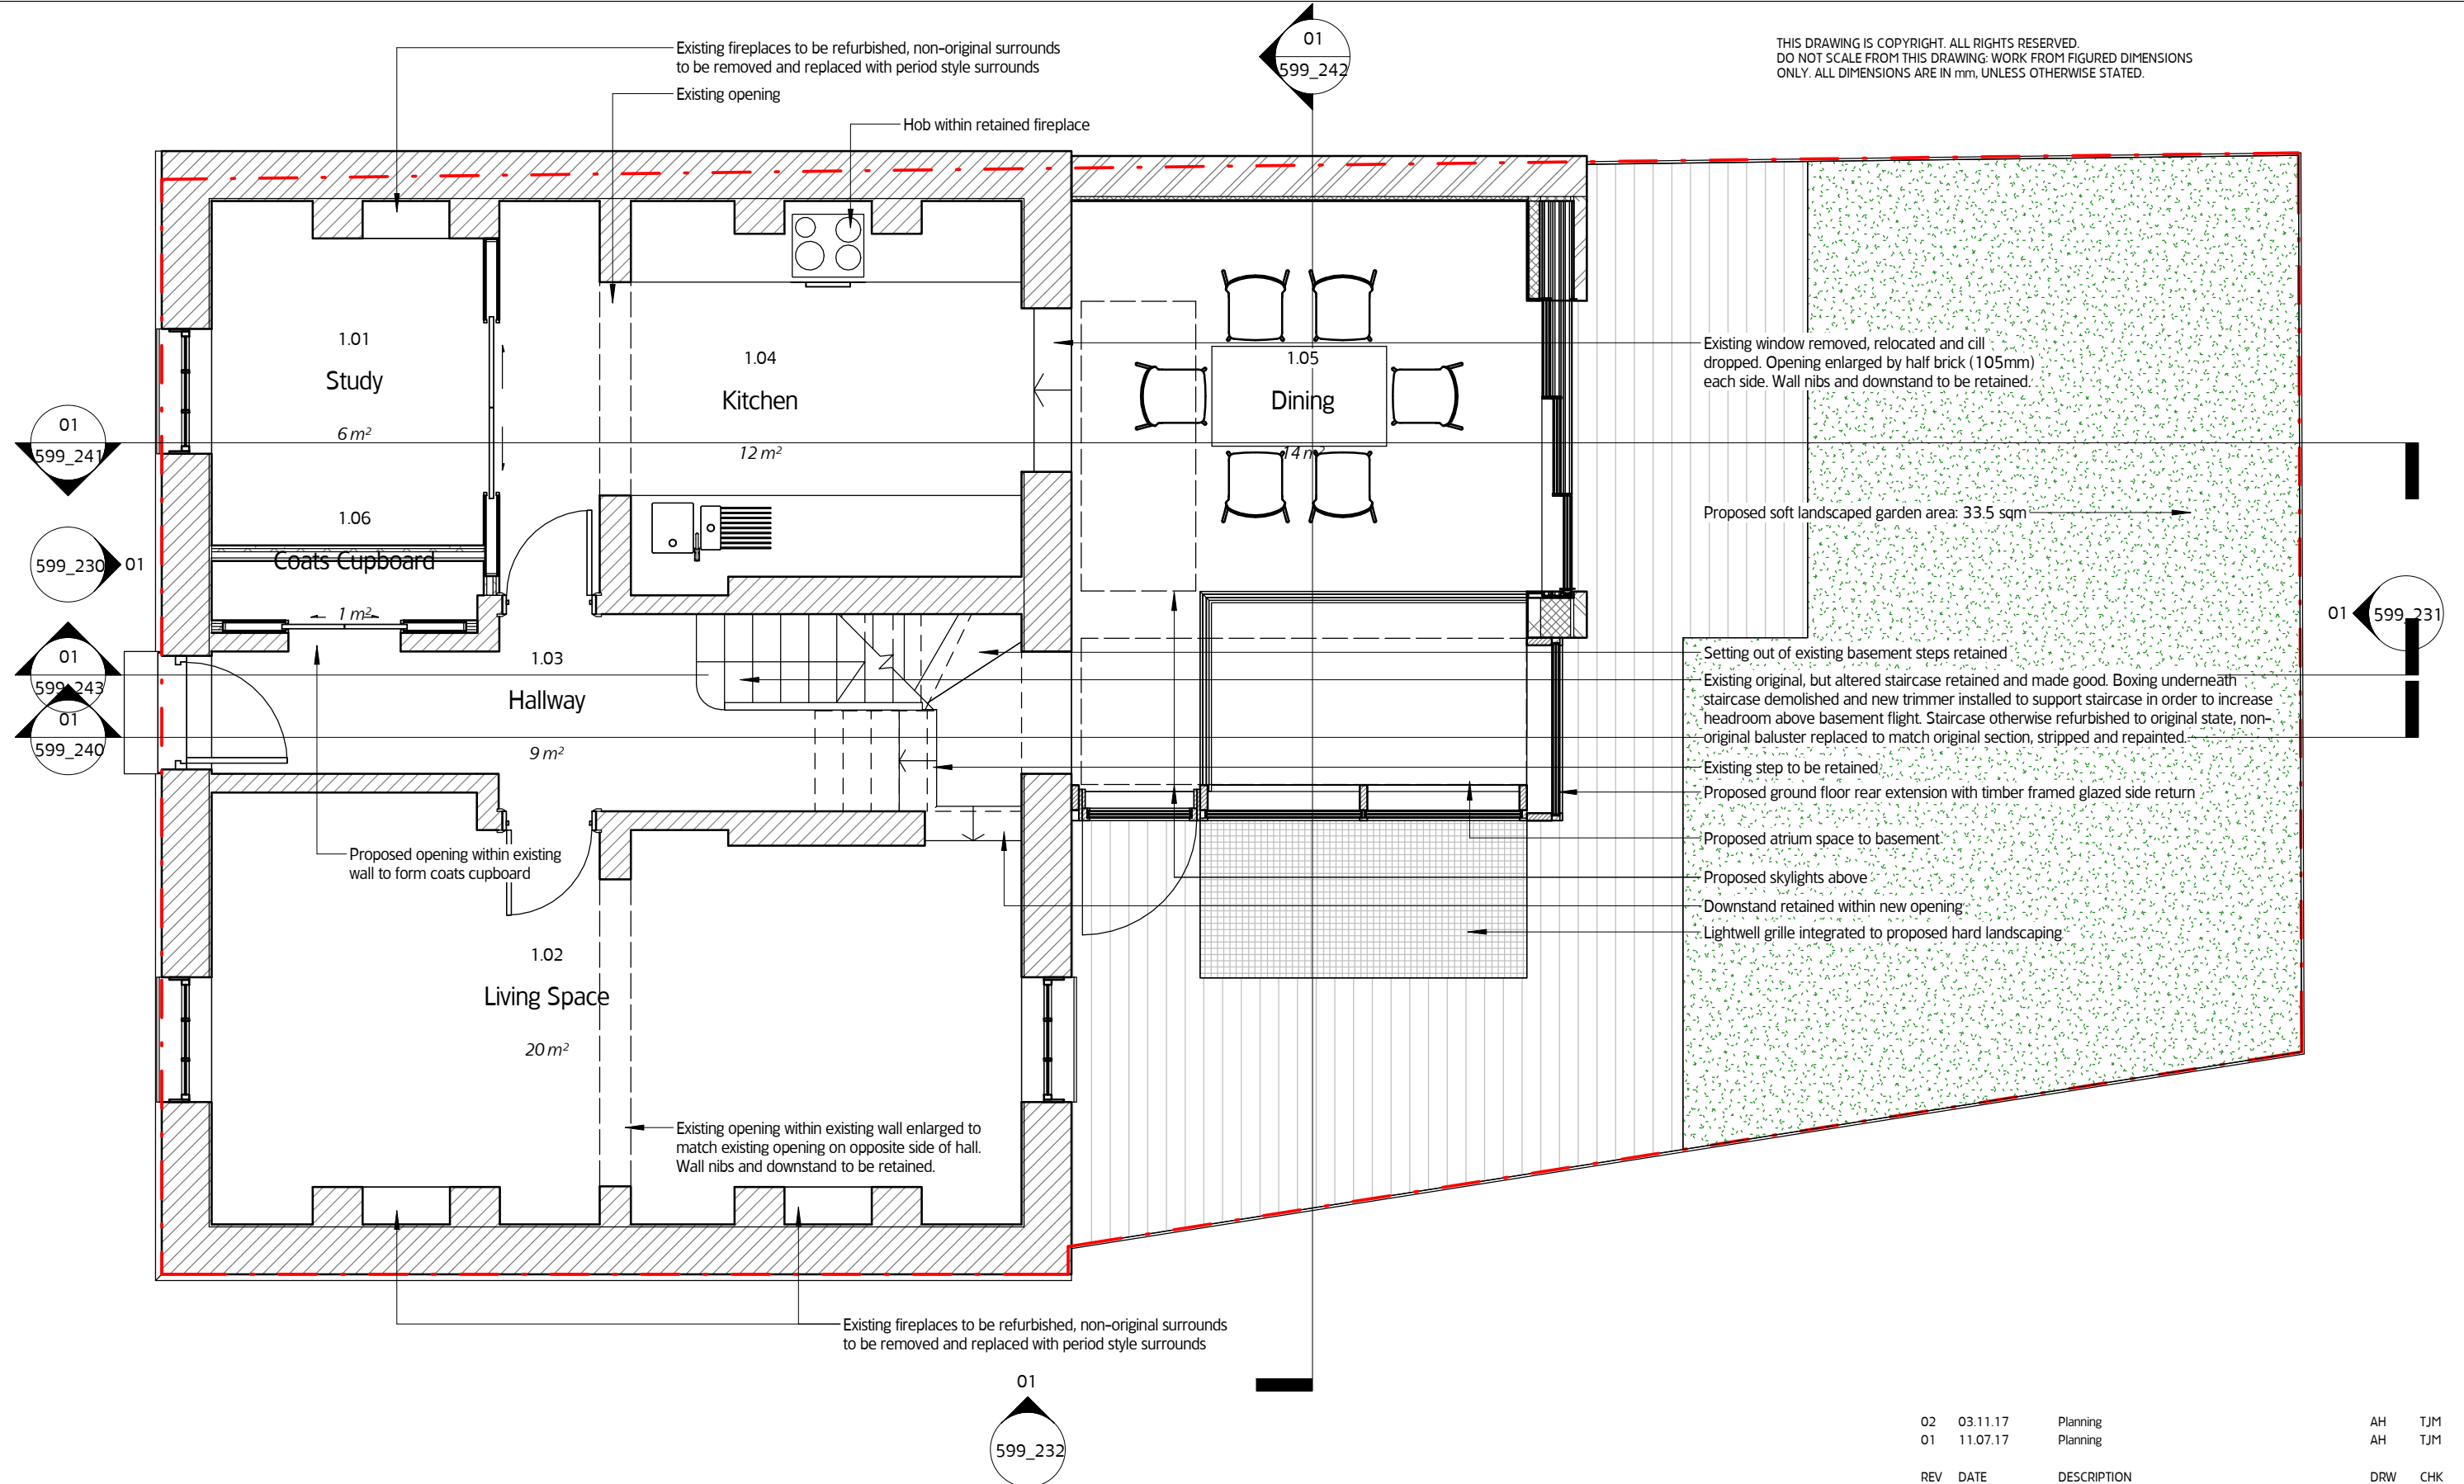 Existing fireplaces to be refurbished, non-original surrounds
to be removed and replaced with period style surrounds
Existing opening
Hob within retained fireplace
01
599_242
THIS DRAWING IS COPYRIGHT. ALL RIGHTS RESERVED.
DO NOT SCALE FROM THIS DRAWING: WORK FROM FIGURED DIMENSIONS
ONLY. ALL DIMENSIONS ARE IN mm, UNLESS OTHERWISE STATED.
1.01
Study
6 m²
1.04
Kitchen
12 m²
1.05
Dining
14 m²
Existing window removed, relocated and cill
dropped. Opening enlarged by half brick (105mm)
each side. Wall nibs and downstand to be retained.
01
599_241
1.06
Coats Cupboard
1 m²
Proposed soft landscaped garden area: 33.5 sqm
599_230
01
01
599_231
01
599_243
01
599_240
1.03
Hallway
9 m²
Setting out of existing basement steps retained
Existing original, but altered staircase retained and made good. Boxing underneath
staircase demolished and new trimmer installed to support staircase in order to increase
headroom above basement flight. Staircase otherwise refurbished to original state, non-
original baluster replaced to match original section, stripped and repainted.
Existing step to be retained
Proposed ground floor rear extension with timber framed glazed side return
Proposed atrium space to basement
Proposed skylights above
Downstand retained within new opening
Lightwell grille integrated to proposed hard landscaping
Proposed opening within existing
wall to form coats cupboard
1.02
Living Space
20 m²
Existing opening within existing wall enlarged to
match existing opening on opposite side of hall.
Wall nibs and downstand to be retained.
Existing fireplaces to be refurbished, non-original surrounds
to be removed and replaced with period style surrounds
01
599_232
02 03.11.17 Planning AH TJM
01 11.07.17 Planning AH TJM
REV DATE DESCRIPTION DRW CHK